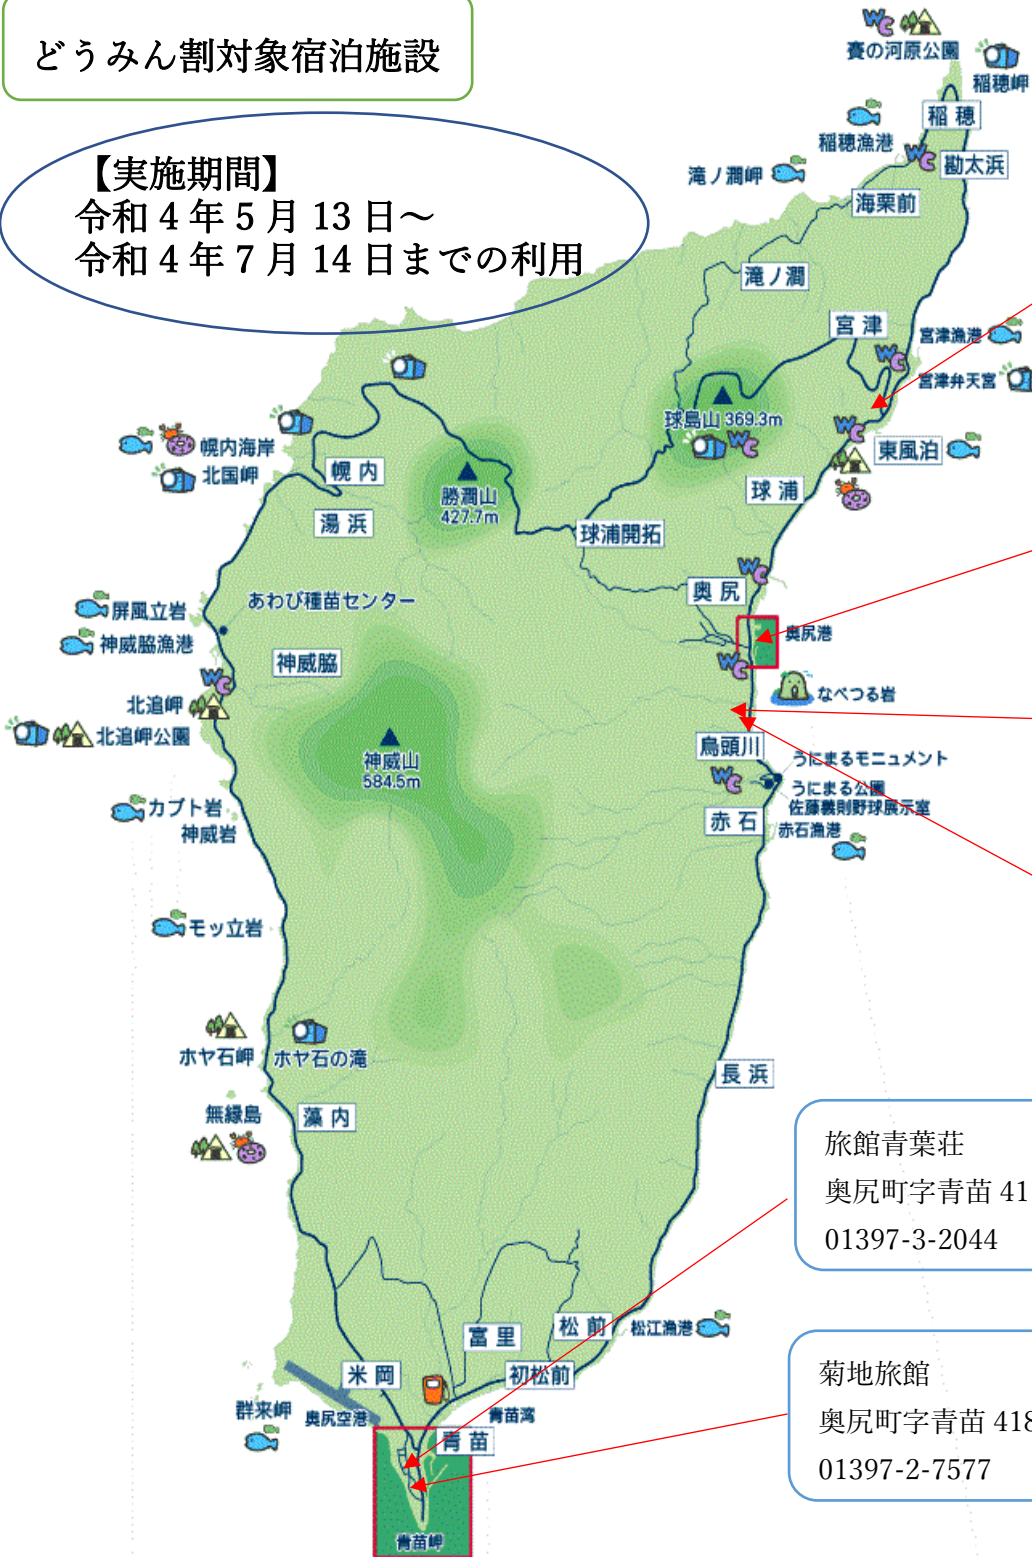 どうみん割対象宿泊施設
【実施期間】
令和4年5月13日～
令和4年7月14日までの利用
WC
賽の河原公園
稲穂岬
稲穂
稲穂漁港
WC
勘太浜
滝ノ澗岬
海栗前
滝ノ澗
宮津
宮津漁港
WC
宮津弁天宮
球島山 369.3m
WC
WC
東風泊
幌内海岸
北国岬
幌内
勝澗山
427.7m
球浦
湯浜
球浦開拓
WC
奥尻
あわび種苗センター
屏風立岩
奥尻港
神威脇漁港
神威脇
WC
WC
なべつる岩
北追岬
北追岬公園
神威山
584.5m
烏頭川
うにまるモニュメント
WC
うにまる公園
佐藤義則野球展示室
カブト岩
赤石
赤石漁港
神威岩
モッ立岩
ホヤ石岬
ホヤ石の滝
長浜
無縁島
藻内
旅館青葉荘
奥尻町字青苗 41
01397-3-2044
富里
松前
松江漁港
米岡
初松前
群来岬
奥尻空港
青苗湾
青苗
青苗岬
菊地旅館
奥尻町字青苗 418
01397-2-7577